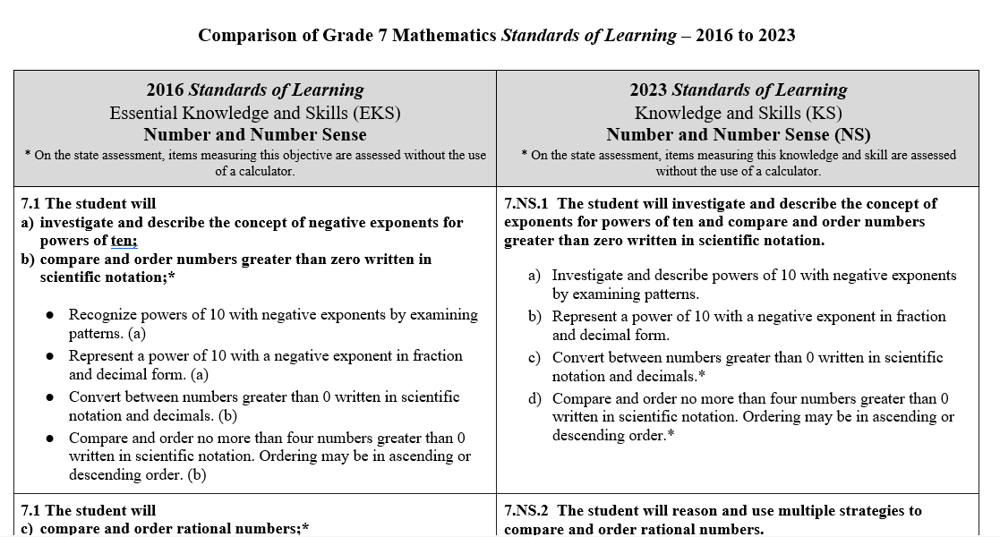 Comparison of Grade 7 Mathematics Standards of Learning – 2016 to 2023
2016 Standards of Learning
Essential Knowledge and Skills (EKS)
Number and Number Sense
* On the state assessment, items measuring this objective are assessed without the use
of a calculator.
2023 Standards of Learning
Knowledge and Skills (KS)
Number and Number Sense (NS)
* On the state assessment, items measuring this knowledge and skill are assessed
without the use of a calculator.
7.1 The student will
a) investigate and describe the concept of negative exponents for
powers of ten;
b) compare and order numbers greater than zero written in
scientific notation;*
● Recognize powers of 10 with negative exponents by examining
patterns. (a)
● Represent a power of 10 with a negative exponent in fraction
and decimal form. (a)
● Convert between numbers greater than 0 written in scientific
notation and decimals. (b)
● Compare and order no more than four numbers greater than 0
written in scientific notation. Ordering may be in ascending or
descending order. (b)
7.NS.1 The student will investigate and describe the concept of
exponents for powers of ten and compare and order numbers
greater than zero written in scientific notation.
a) Investigate and describe powers of 10 with negative exponents
by examining patterns.
b) Represent a power of 10 with a negative exponent in fraction
and decimal form.
c) Convert between numbers greater than 0 written in scientific
notation and decimals.*
d) Compare and order no more than four numbers greater than 0
written in scientific notation. Ordering may be in ascending or
descending order.*
7.1 The student will
c) compare and order rational numbers;*
7.NS.2 The student will reason and use multiple strategies to
compare and order rational numbers.